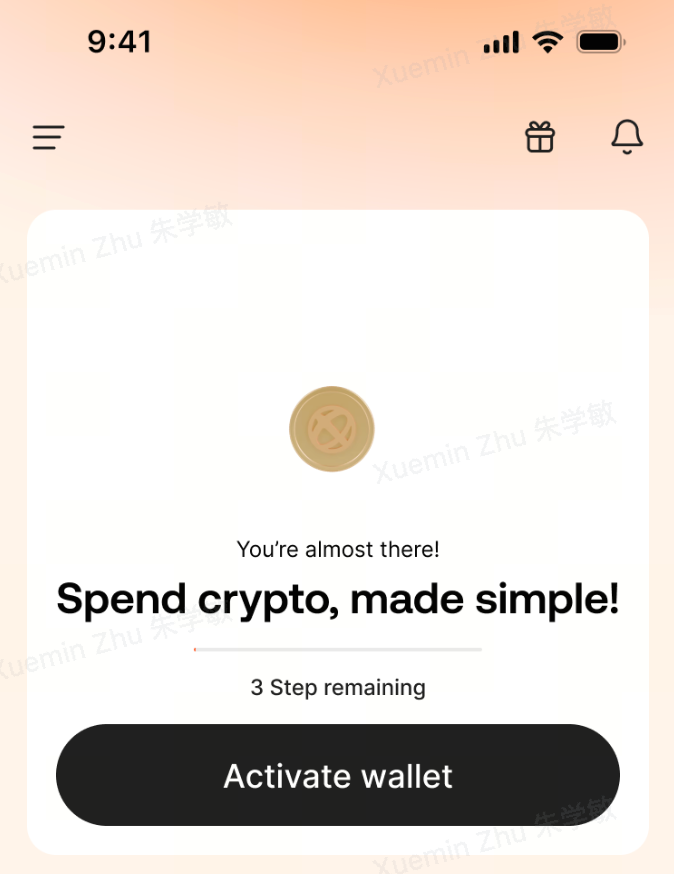 9:41
Xuemin Zhu 朱学敏
Xuemin Zhu 朱学敏
Xuemin Zhu 朱学敏
You’re almost there!
Spend crypto, made simple!
Xuemin Zhu 朱学敏
3 Step remaining
Activate wallet
Xuemin Zhu 朱学敏